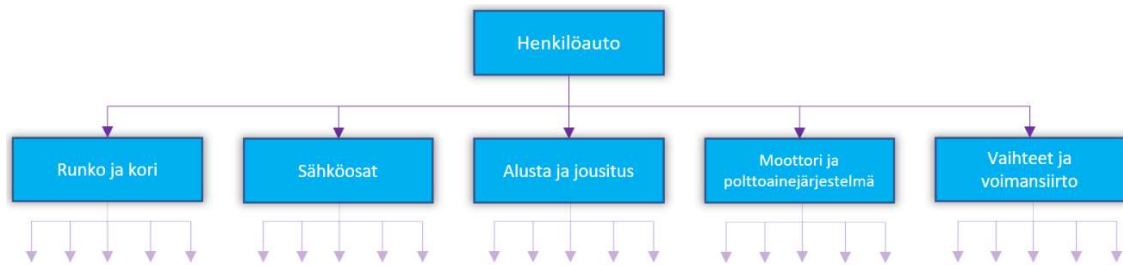 Henkilöauto
Runko ja kori
Sähköosat
Alusta ja jousitus
Moottori ja
polttoainejärjestelmä
Vaihteet ja
voimansiirto